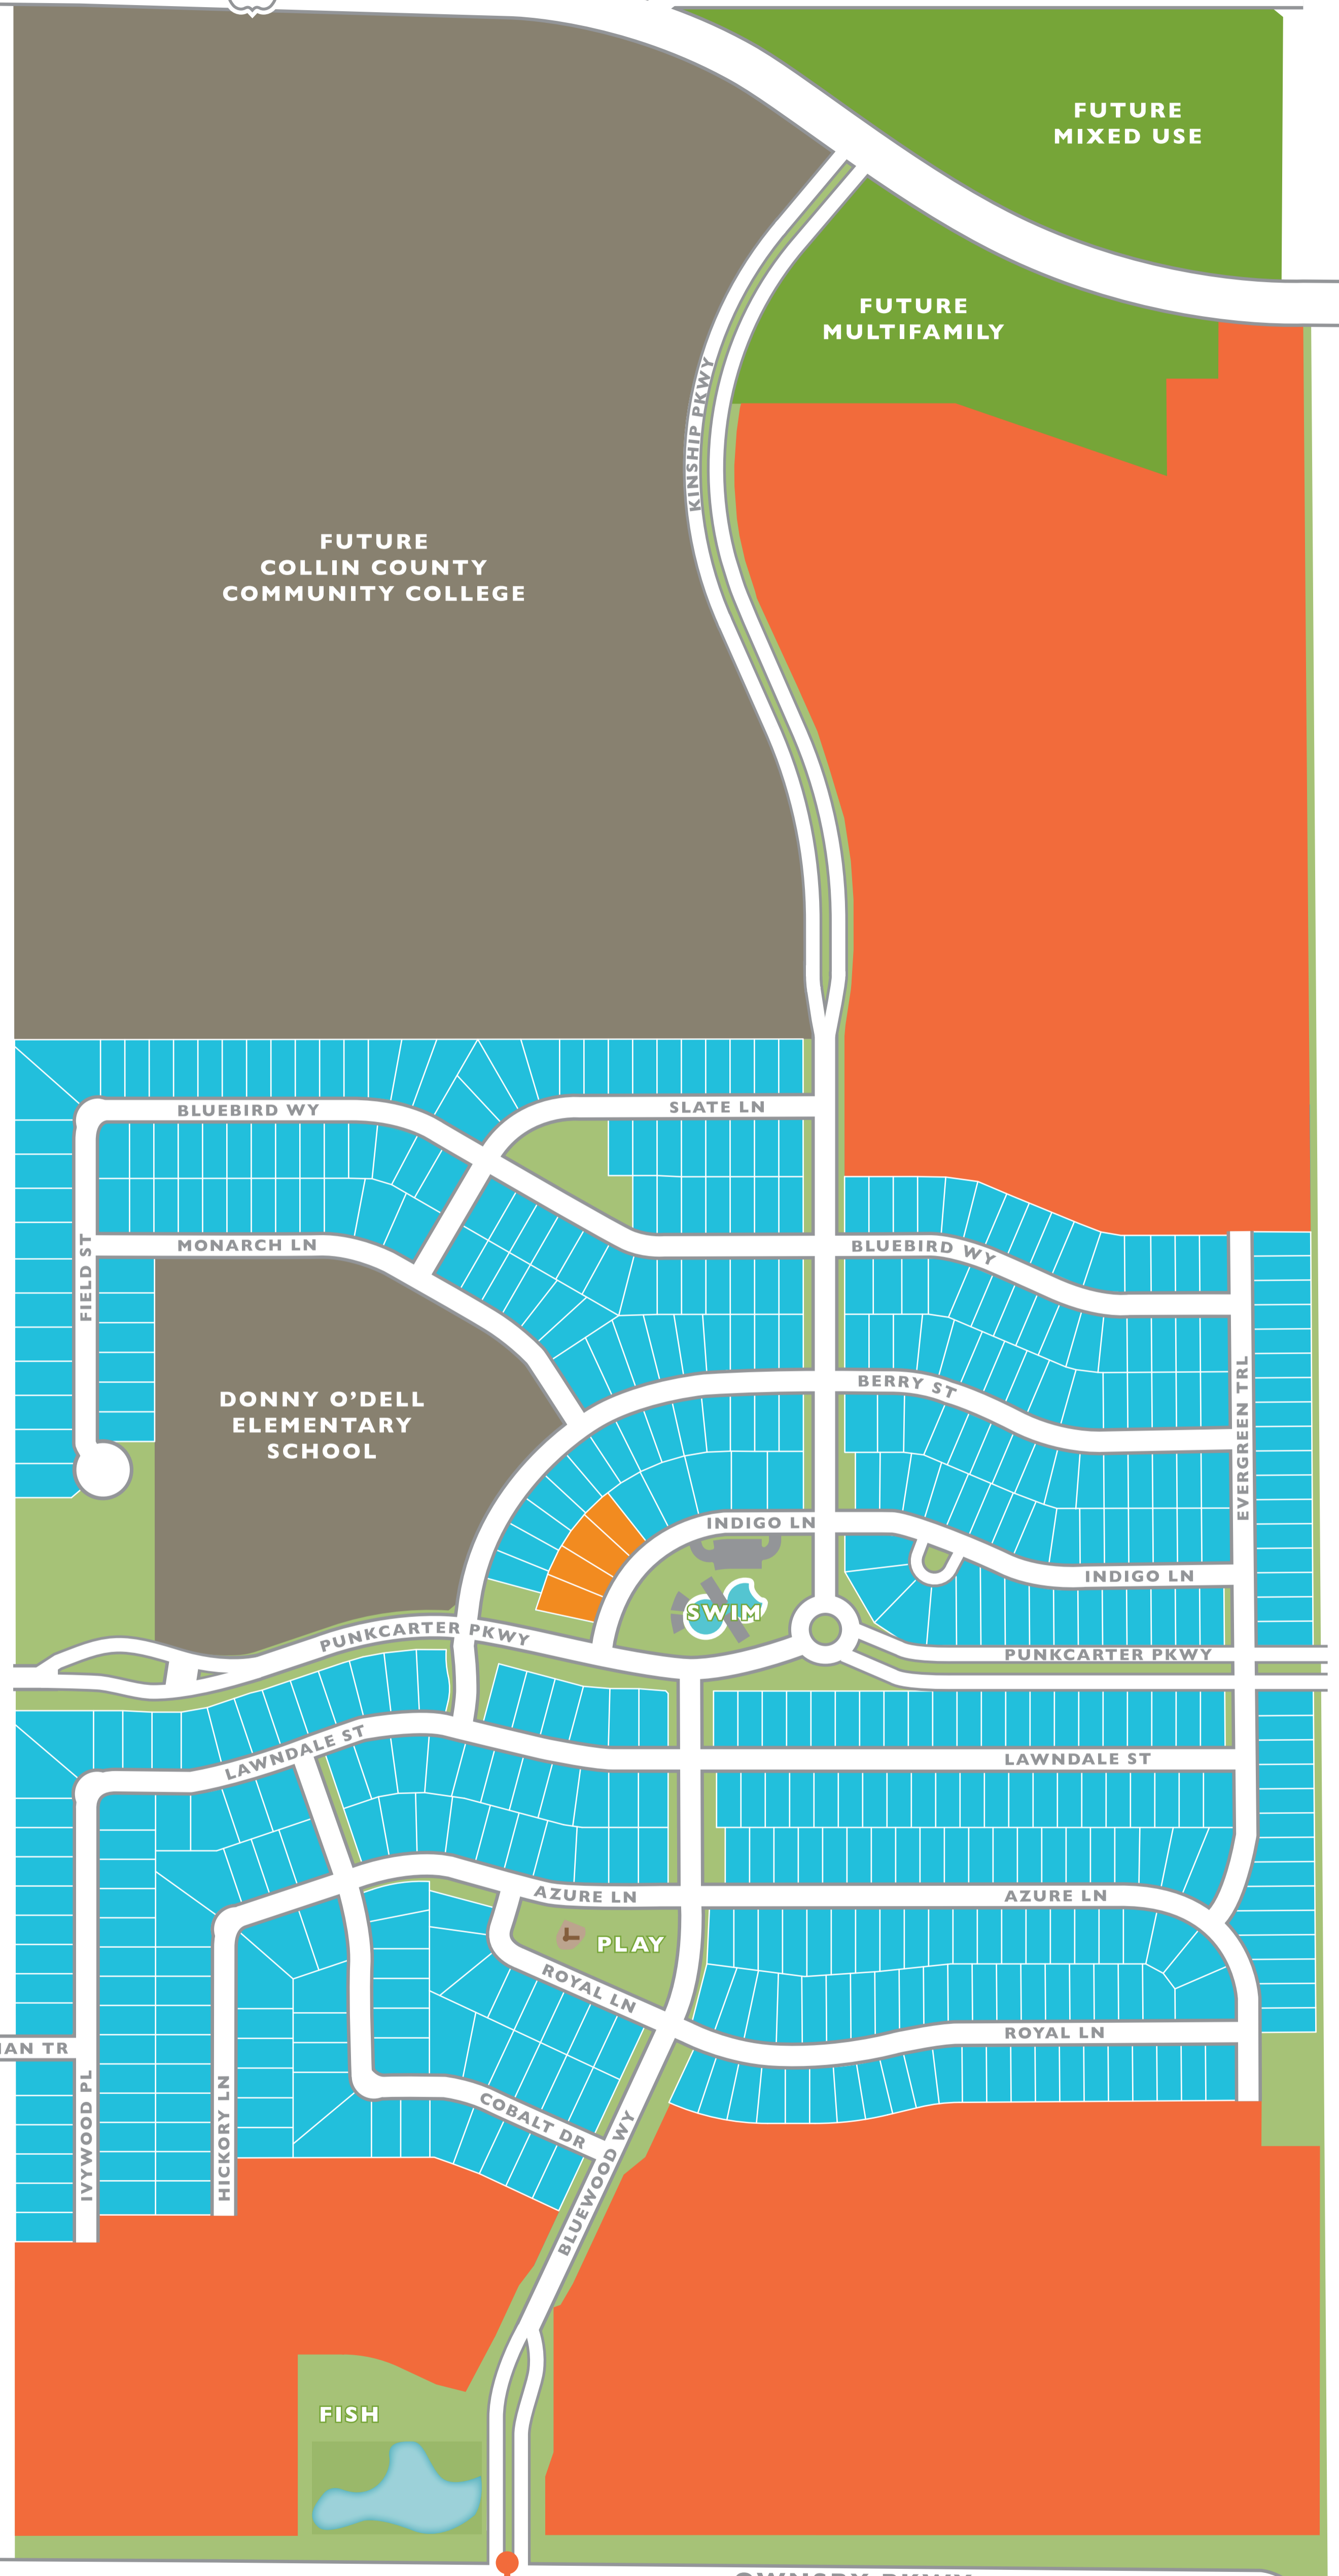 FUTURE
MIXED USE
FUTURE
MULTIFAMILY
KINSHIP PKWY
FUTURE
COLLIN COUNTY
COMMUNITY COLLEGE
BLUEBIRD WY
SLATE LN
MONARCH LN
BLUEBIRD WY
FIELD ST
BERRY ST
DONNY O'DELL
ELEMENTARY
SCHOOL
EVERGREEN TRL
INDIGO LN
INDIGO LN
SWIM
PUNKCARTER PKWY
PUNKCARTER PKWY
LAWNDALE ST
LAWNDALE ST
AZURE LN
AZURE LN
PLAY
ROYAL LN
ROYAL LN
IAN TR
IVYWOOD PL
HICKORY LN
COBALT DR
BLUEWOOD WY
FISH